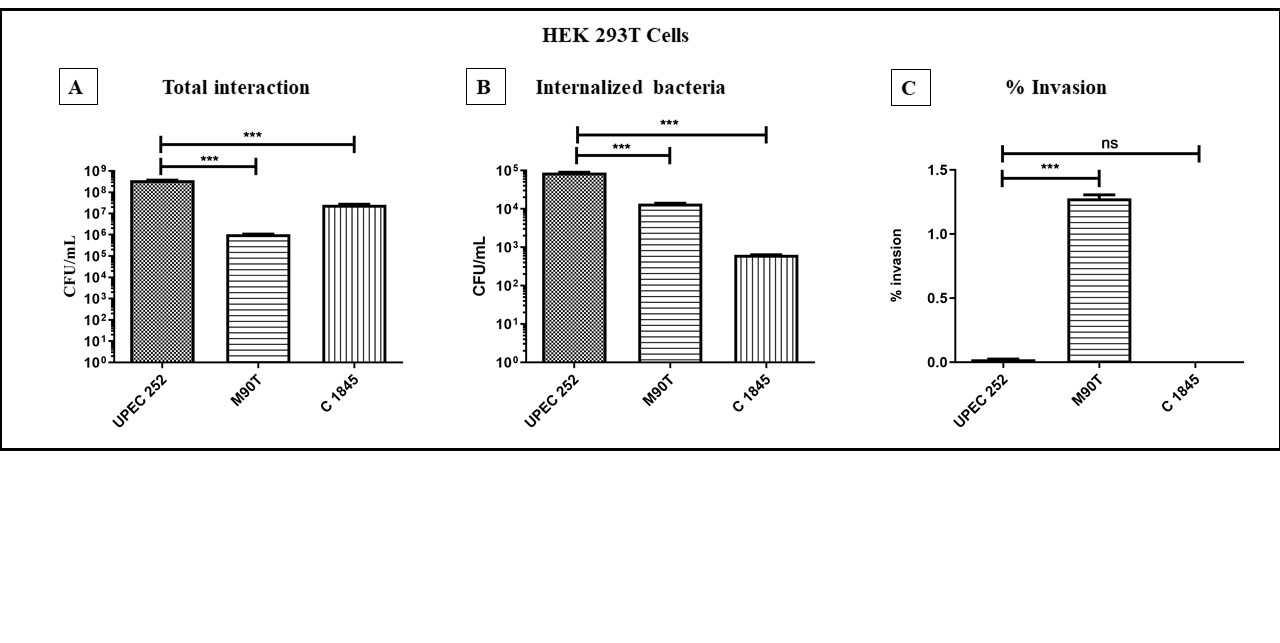 HEK 293T Cells
A Total interaction
*** 
***
CFU/mL
10⁹
10⁸
10⁷
10⁶
10⁵
10⁴
10³
10²
10¹
10⁰
UPEC 252
M90T
C 1845
B Internalized bacteria
***
***
CFU/mL
10⁵
10⁴
10³
10²
10¹
10⁰
UPEC 252
M90T
C 1845
C % Invasion
ns
***
% invasion
1.5
1.0
0.5
0.0
UPEC 252
M90T
C 1845